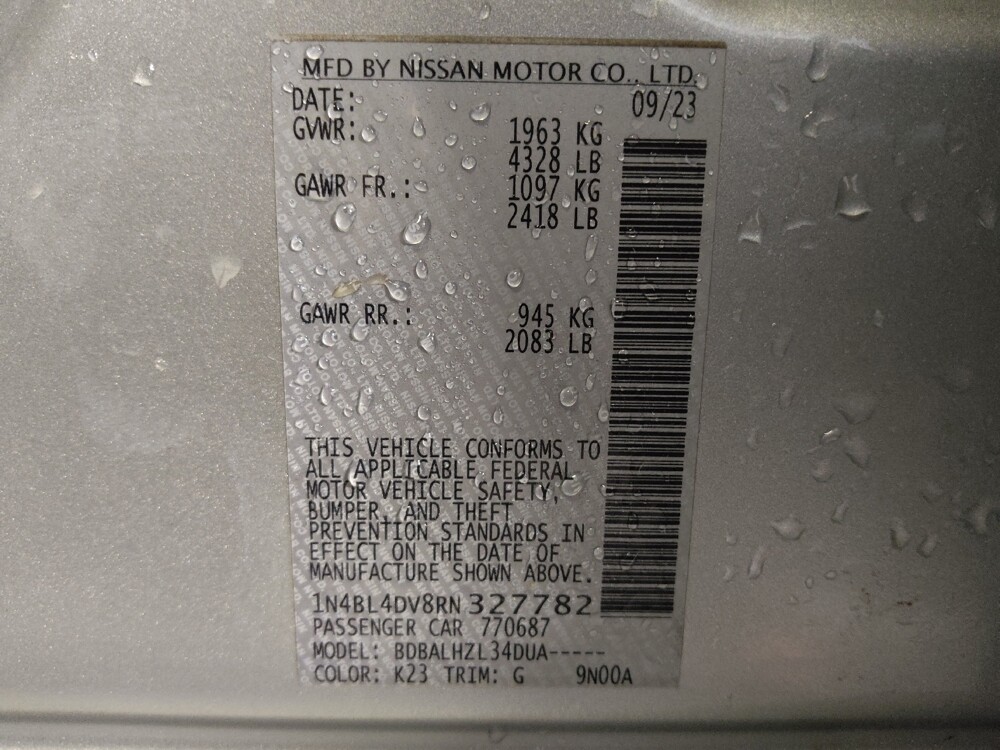 MFD BY NISSAN MOTOR CO., LTD.
DATE: 09/23
GVWR: 1963 KG
4328 LB
GAWR FR.: 1097 KG
2418 LB
GAWR RR.: 945 KG
2083 LB
THIS VEHICLE CONFORMS TO
ALL APPLICABLE FEDERAL
MOTOR VEHICLE SAFETY,
BUMPER, AND THEFT
PREVENTION STANDARDS IN
EFFECT ON THE DATE OF
MANUFACTURE SHOWN ABOVE.
1N4BL4DV8RN327782
PASSENGER CAR 770687
MODEL: BDBALHZL34DUA-----
COLOR: K23 TRIM: G 9N00A